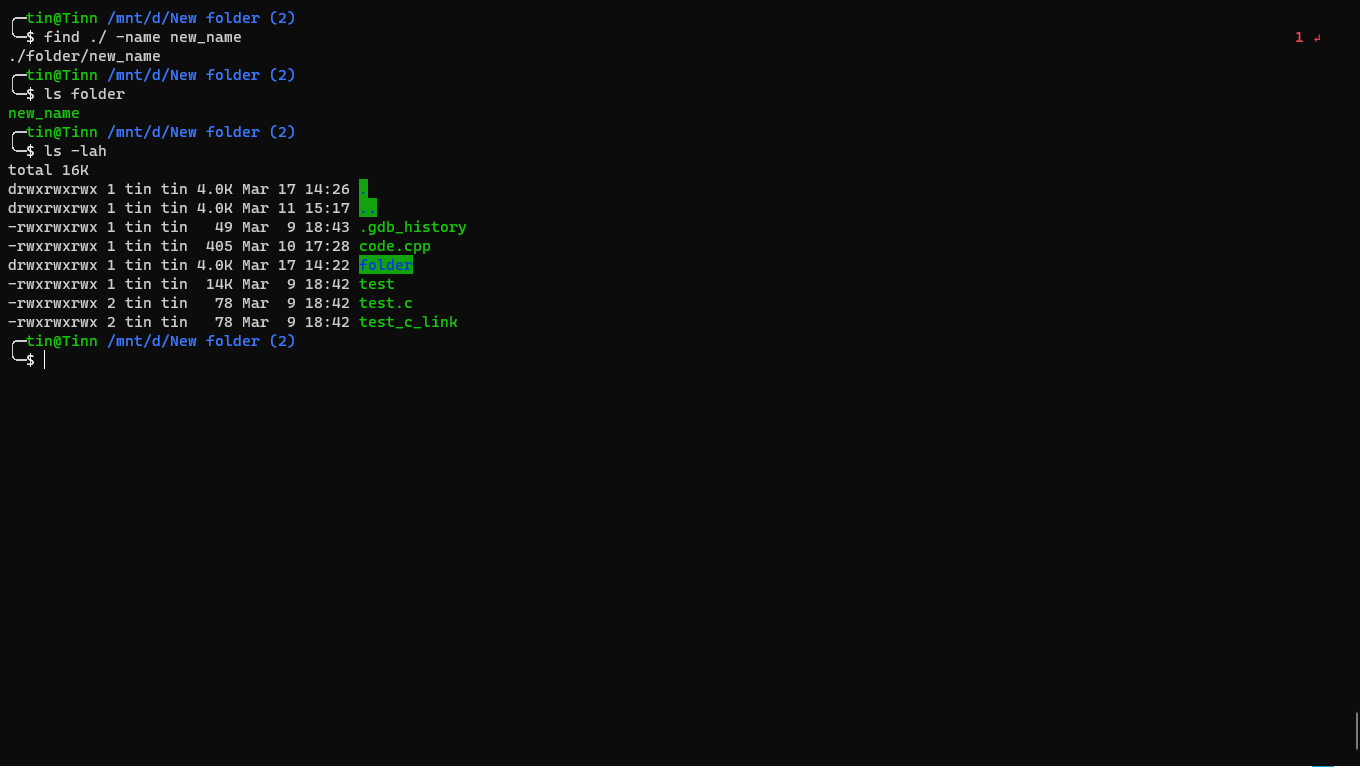 ╭─tin@Tinn /mnt/d/New folder (2)
╰─$ find ./ -name new_name 1 ↵
./folder/new_name
╭─tin@Tinn /mnt/d/New folder (2)
╰─$ ls folder
new_name
╭─tin@Tinn /mnt/d/New folder (2)
╰─$ ls -lah
total 16K
drwxrwxrwx 1 tin tin 4.0K Mar 17 14:26 .
drwxrwxrwx 1 tin tin 4.0K Mar 11 15:17 ..
-rwxrwxrwx 1 tin tin   49 Mar  9 18:43 .gdb_history
-rwxrwxrwx 1 tin tin  405 Mar 10 17:28 code.cpp
drwxrwxrwx 1 tin tin 4.0K Mar 17 14:22 folder
-rwxrwxrwx 1 tin tin  14K Mar  9 18:42 test
-rwxrwxrwx 2 tin tin   78 Mar  9 18:42 test.c
-rwxrwxrwx 2 tin tin   78 Mar  9 18:42 test_c_link
╭─tin@Tinn /mnt/d/New folder (2)
╰─$